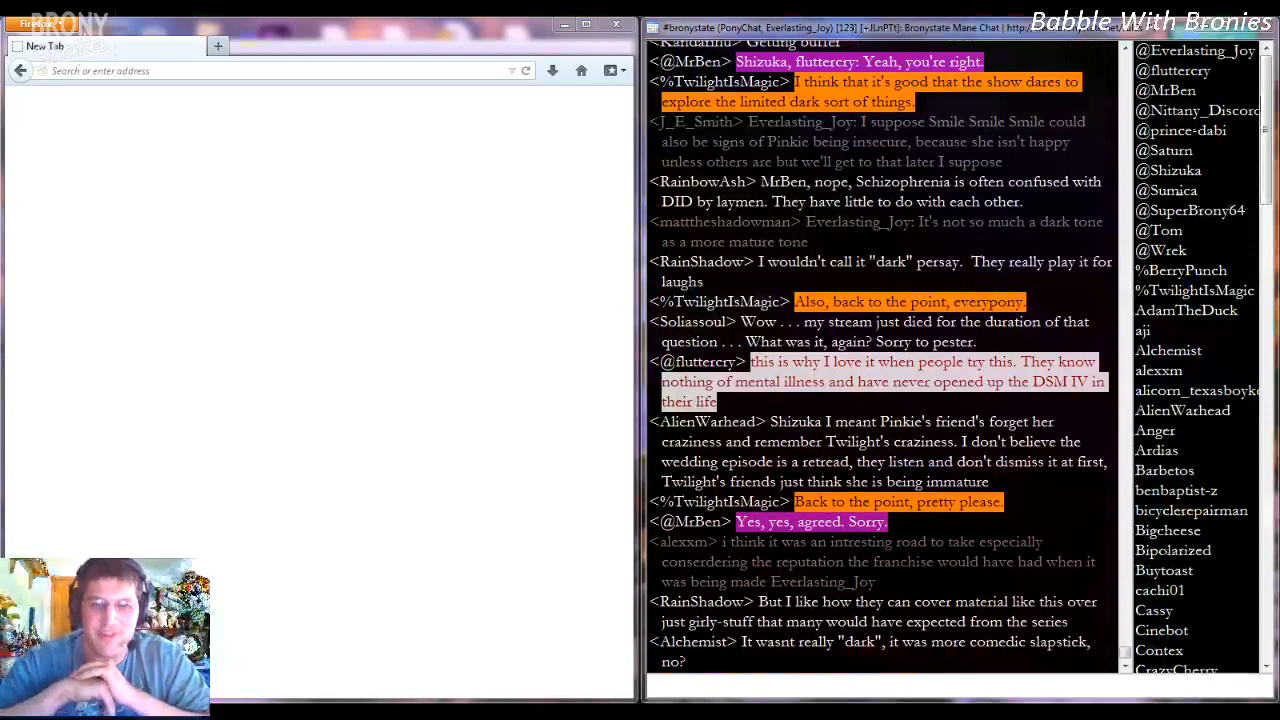 BRONY
Firefox
New Tab
Search or enter address
#bronystate (PonyChat, Everlasting_Joy) [123] [+JLnPTt]: Bronystate Mane Chat |
Babble With Bronies
<Kandarihu> Getting buffer
<@MrBen> Shizuka, fluttercry: Yeah, you're right.
<%TwilightIsMagic> I think that it's good that the show dares to
explore the limited dark sort of things.
<J_E_Smith> Everlasting_Joy: I suppose Smile Smile Smile could
also be signs of Pinkie being insecure, because she isn't happy
unless others are but we'll get to that later I suppose
<RainbowAsh> MrBen, nope, Schizophrenia is often confused with
DID by laymen. They have little to do with each other.
<matttheshadowman> Everlasting_Joy: It's not so much a dark tone
as a more mature tone
<RainShadow> I wouldn't call it "dark" persay.  They really play it for
laughs
<%TwilightIsMagic> Also, back to the point, everypony.
<Soliassoul> Wow . . . my stream just died for the duration of that
question . . . What was it, again? Sorry to pester.
<@fluttercry> this is why I love it when people try this. They know
nothing of mental illness and have never opened up the DSM IV in
their life
<AlienWarhead> Shizuka I meant Pinkie's friend's forget her
craziness and remember Twilight's craziness. I don't believe the
wedding episode is a retread, they listen and don't dismiss it at first,
Twilight's friends just think she is being immature
<%TwilightIsMagic> Back to the point, pretty please.
<@MrBen> Yes, yes, agreed. Sorry.
<alexxm> i think it was an intresting road to take especially
conserdering the reputation the franchise would have had when it
was being made Everlasting_Joy
<RainShadow> But I like how they can cover material like this over
just girly-stuff that many would have expected from the series
<Alchemist> It wasnt really "dark", it was more comedic slapstick,
no?
@Everlasting_Joy
@fluttercry
@MrBen
@Nittany_Discord
@prince-dabi
@Saturn
@Shizuka
@Sumica
@SuperBrony64
@Tom
@Wrek
%BerryPunch
%TwilightIsMagic
AdamTheDuck
aji
Alchemist
alexxm
alicorn_texasboyke
AlienWarhead
Anger
Ardias
Barbetos
benbaptist-z
bicyclerepairman
Bigcheese
Bipolarized
Buytoast
cachi01
Cassy
Cinebot
Contex
CrazyCherry